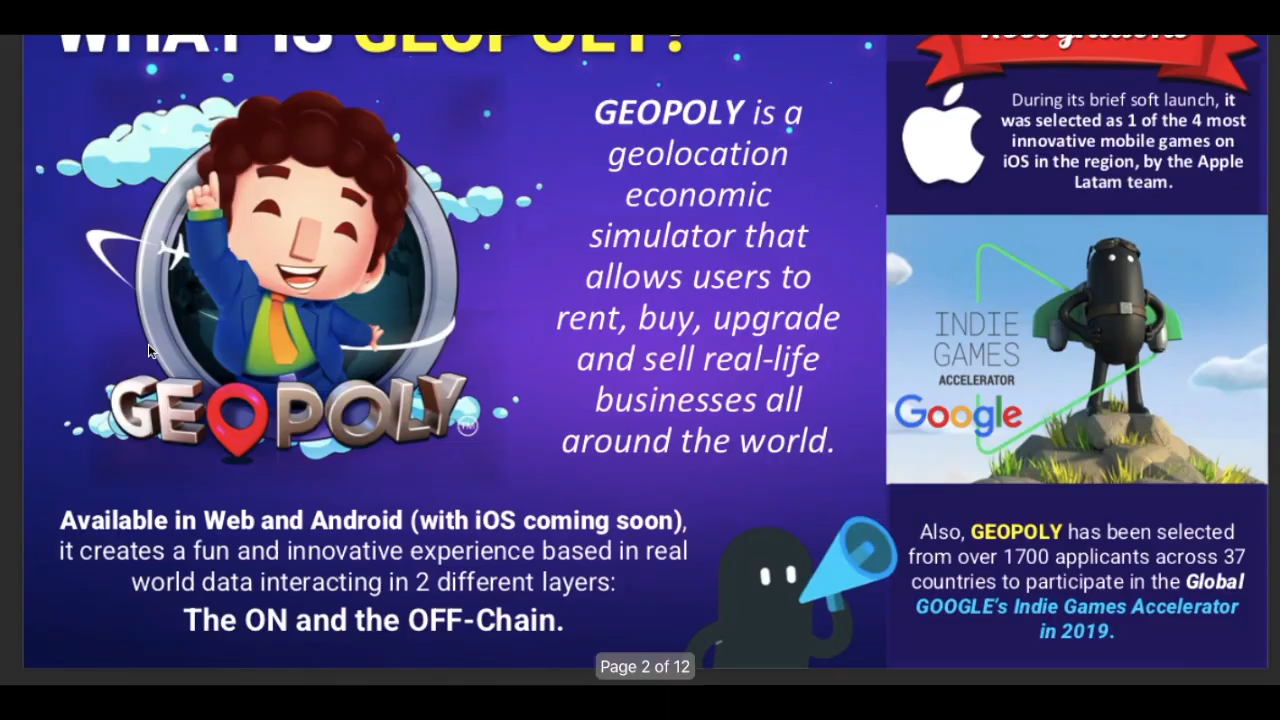 WHAT IS GEOPOLY?
GEOPOLY
TM
GEOPOLY is a
geolocation
economic
simulator that
allows users to
rent, buy, upgrade
and sell real-life
businesses all
around the world.
Available in Web and Android (with iOS coming soon),
it creates a fun and innovative experience based in real
world data interacting in 2 different layers:
The ON and the OFF-Chain.
Recognitions
During its brief soft launch, it
was selected as 1 of the 4 most
innovative mobile games on
iOS in the region, by the Apple
Latam team.
INDIE
GAMES
ACCELERATOR
Google
Also, GEOPOLY has been selected
from over 1700 applicants across 37
countries to participate in the Global
GOOGLE's Indie Games Accelerator
in 2019.
Page 2 of 12